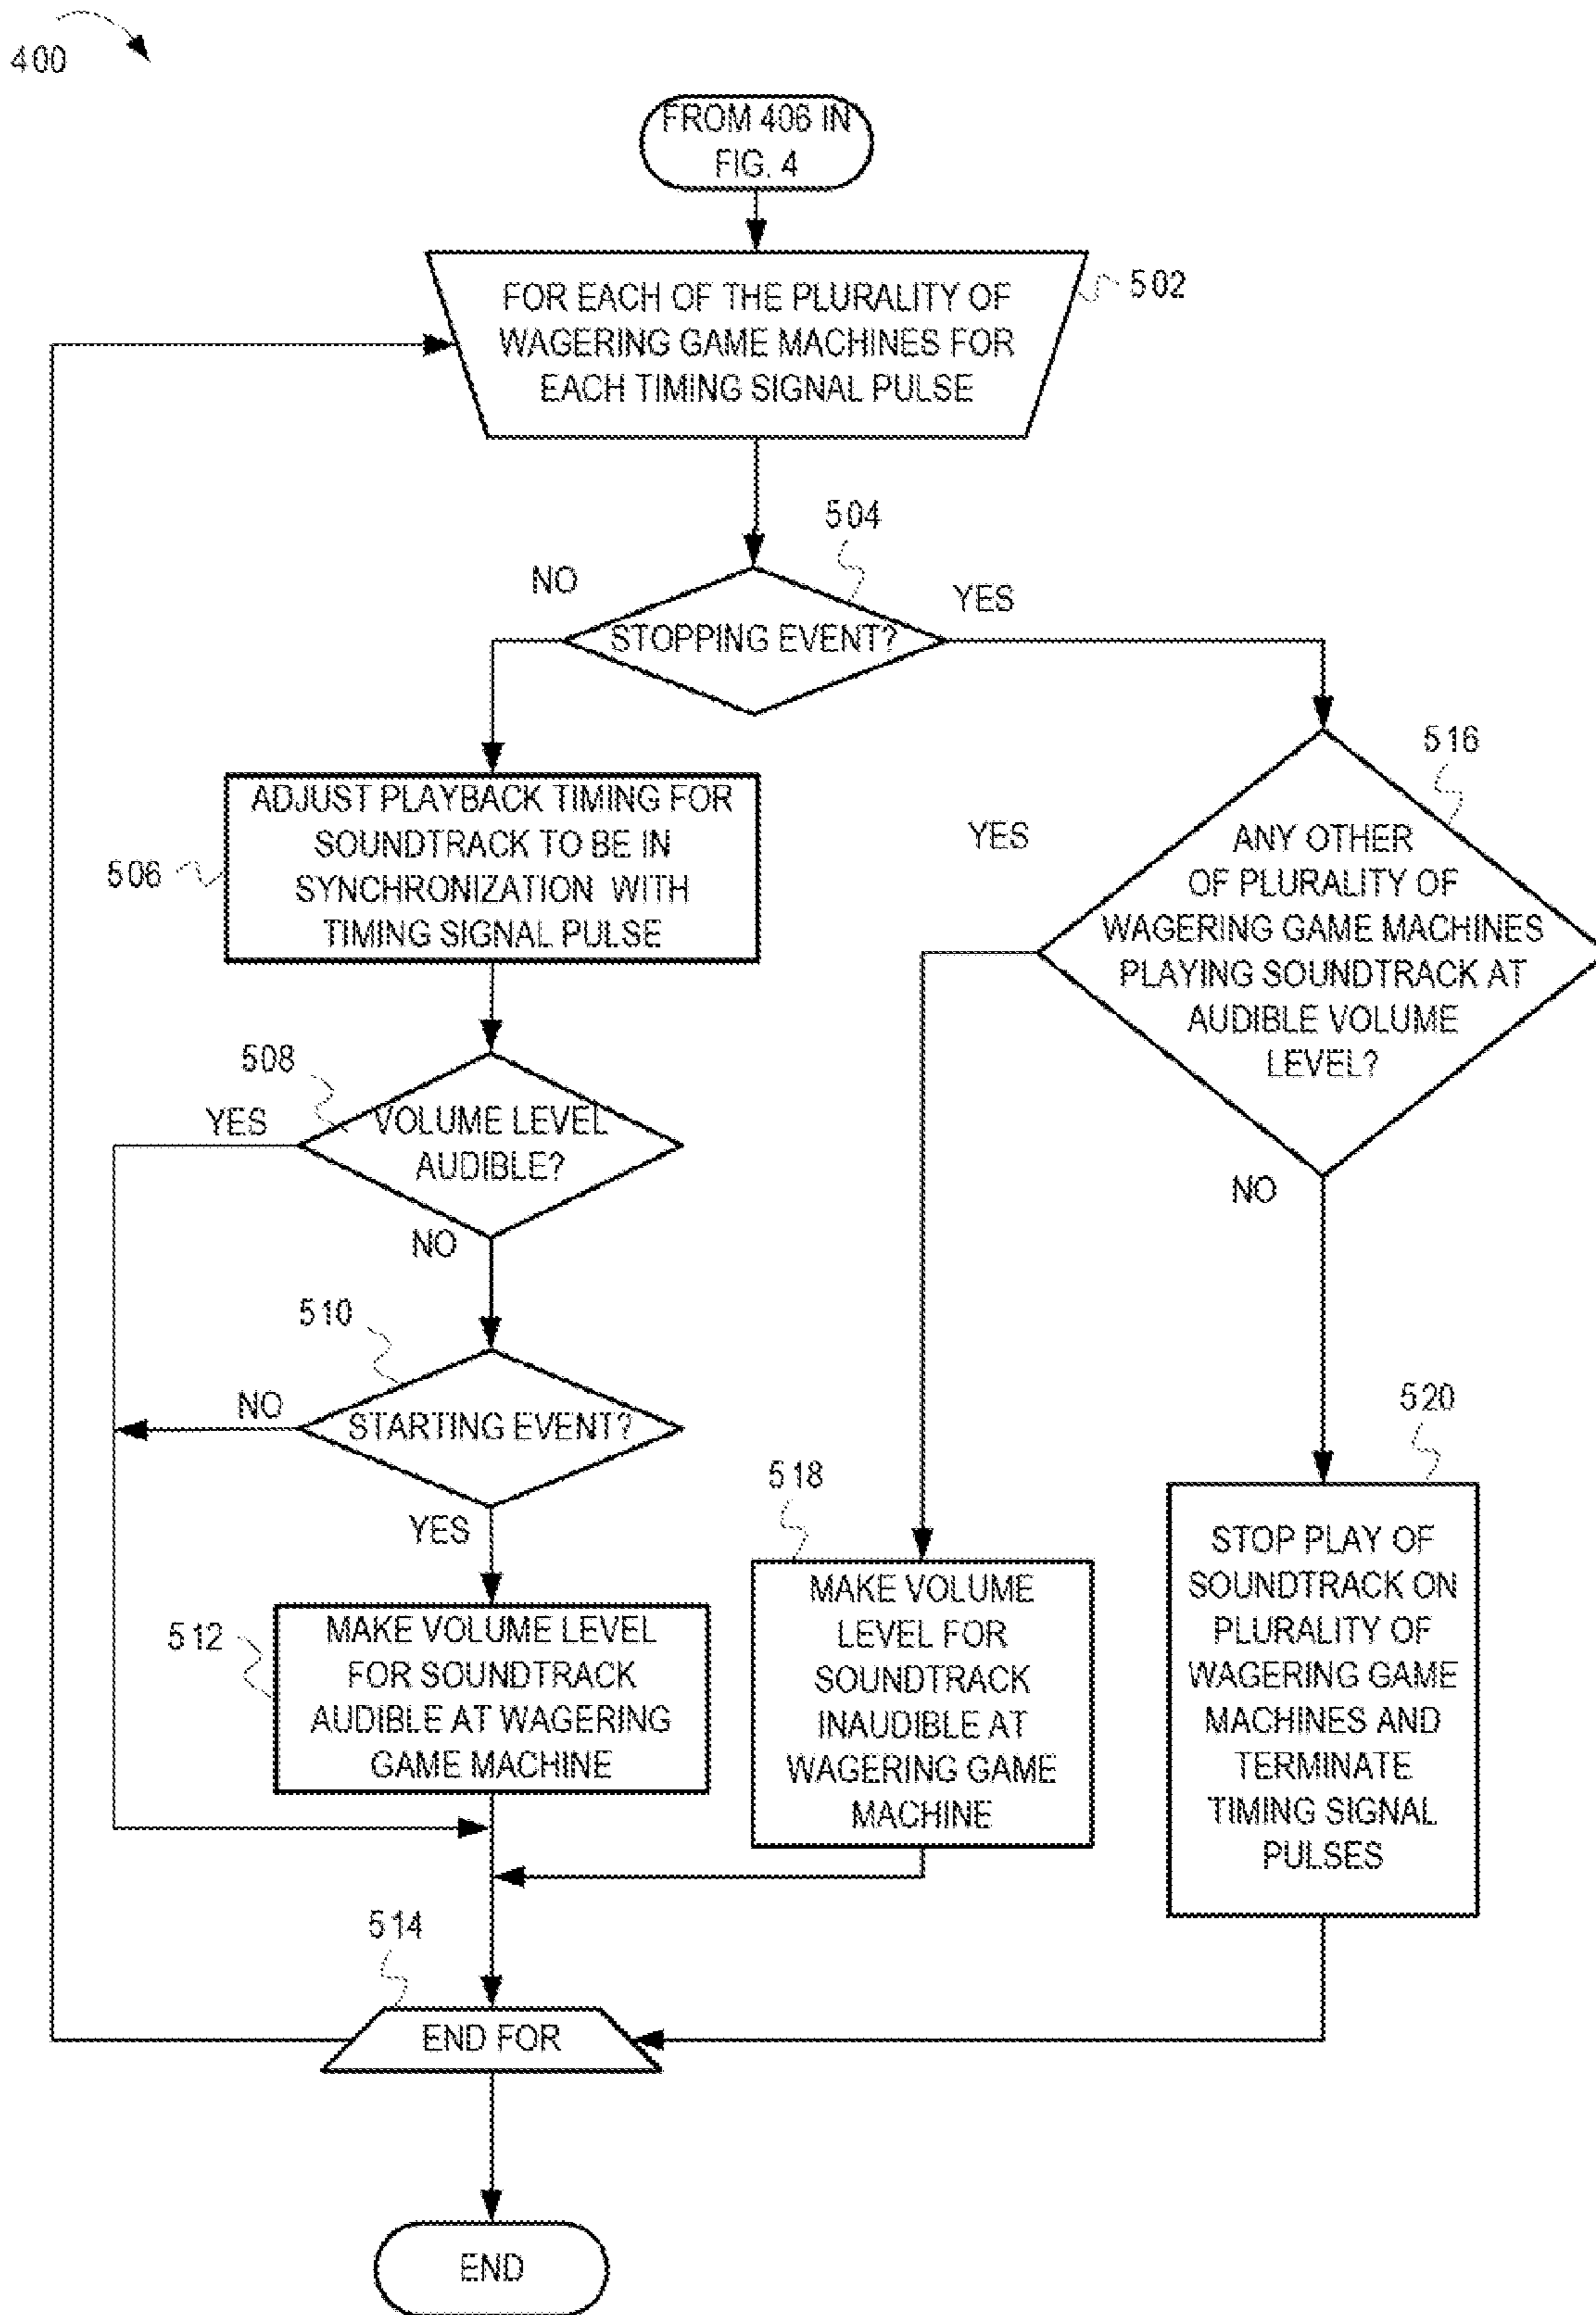 400
FROM 406 IN
FIG. 4
FOR EACH OF THE PLURALITY OF
WAGERING GAME MACHINES FOR
EACH TIMING SIGNAL PULSE
502
504
NO
YES
STOPPING EVENT?
ADJUST PLAYBACK TIMING FOR
SOUNDTRACK TO BE IN
SYNCHRONIZATION WITH
TIMING SIGNAL PULSE
506
516
YES
ANY OTHER
OF PLURALITY OF
WAGERING GAME MACHINES
PLAYING SOUNDTRACK AT
AUDIBLE VOLUME
LEVEL?
NO
508
YES
VOLUME LEVEL
AUDIBLE?
NO
510
NO
STARTING EVENT?
YES
512
MAKE VOLUME LEVEL
FOR SOUNDTRACK
AUDIBLE AT WAGERING
GAME MACHINE
518
MAKE VOLUME
LEVEL FOR
SOUNDTRACK
INAUDIBLE AT
WAGERING GAME
MACHINE
520
STOP PLAY OF
SOUNDTRACK ON
PLURALITY OF
WAGERING GAME
MACHINES AND
TERMINATE
TIMING SIGNAL
PULSES
514
END FOR
END